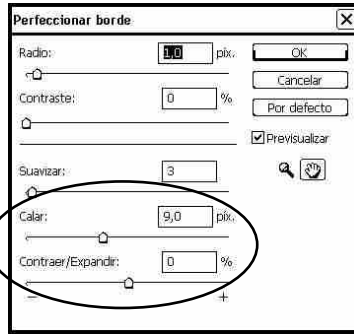 Perfeccionar borde
Radio: 1,0 píx.
OK
Cancelar
Contraste: 0 %
Por defecto
Previsualizar
Suavizar: 3
Calar: 9,0 píx.
Contraer/Expandir: 0 %
− +